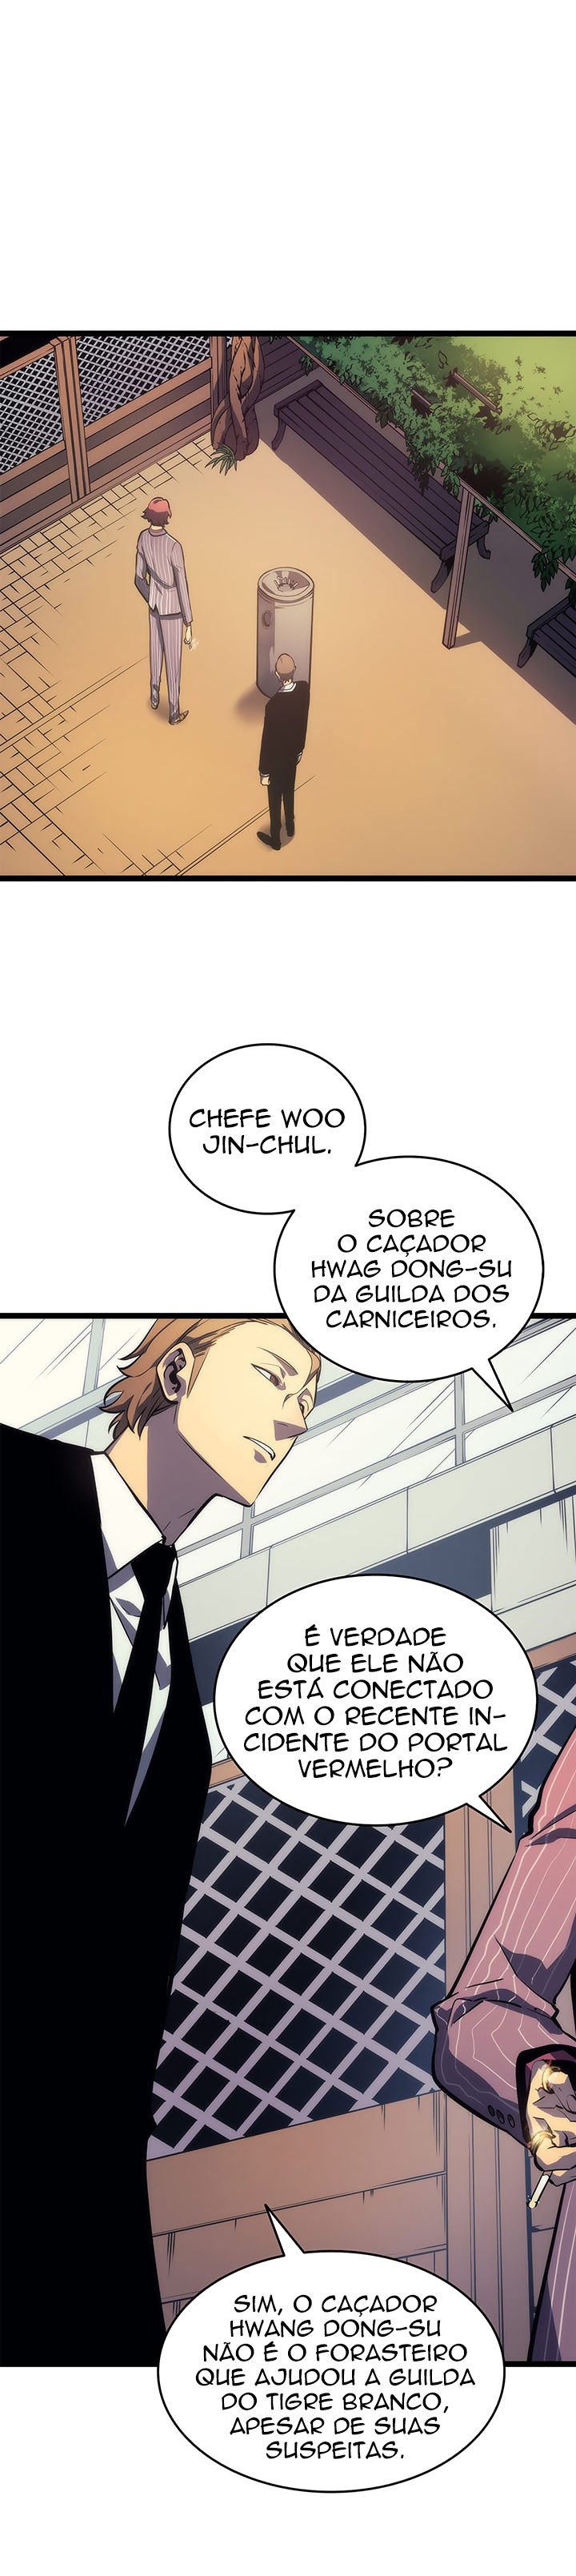 CHEFE WOO
JIN-CHUL.
SOBRE
O CAÇADOR
HWAG DONG-SU
DA GUILDA DOS
CARNICEIROS.
É VERDADE
QUE ELE NÃO
ESTÁ CONECTADO
COM O RECENTE IN-
CIDENTE DO PORTAL
VERMELHO?
SIM, O CAÇADOR
HWANG DONG-SU
NÃO É O FORASTEIRO
QUE AJUDOU A GUILDA
DO TIGRE BRANCO,
APESAR DE SUAS
SUSPEITAS.